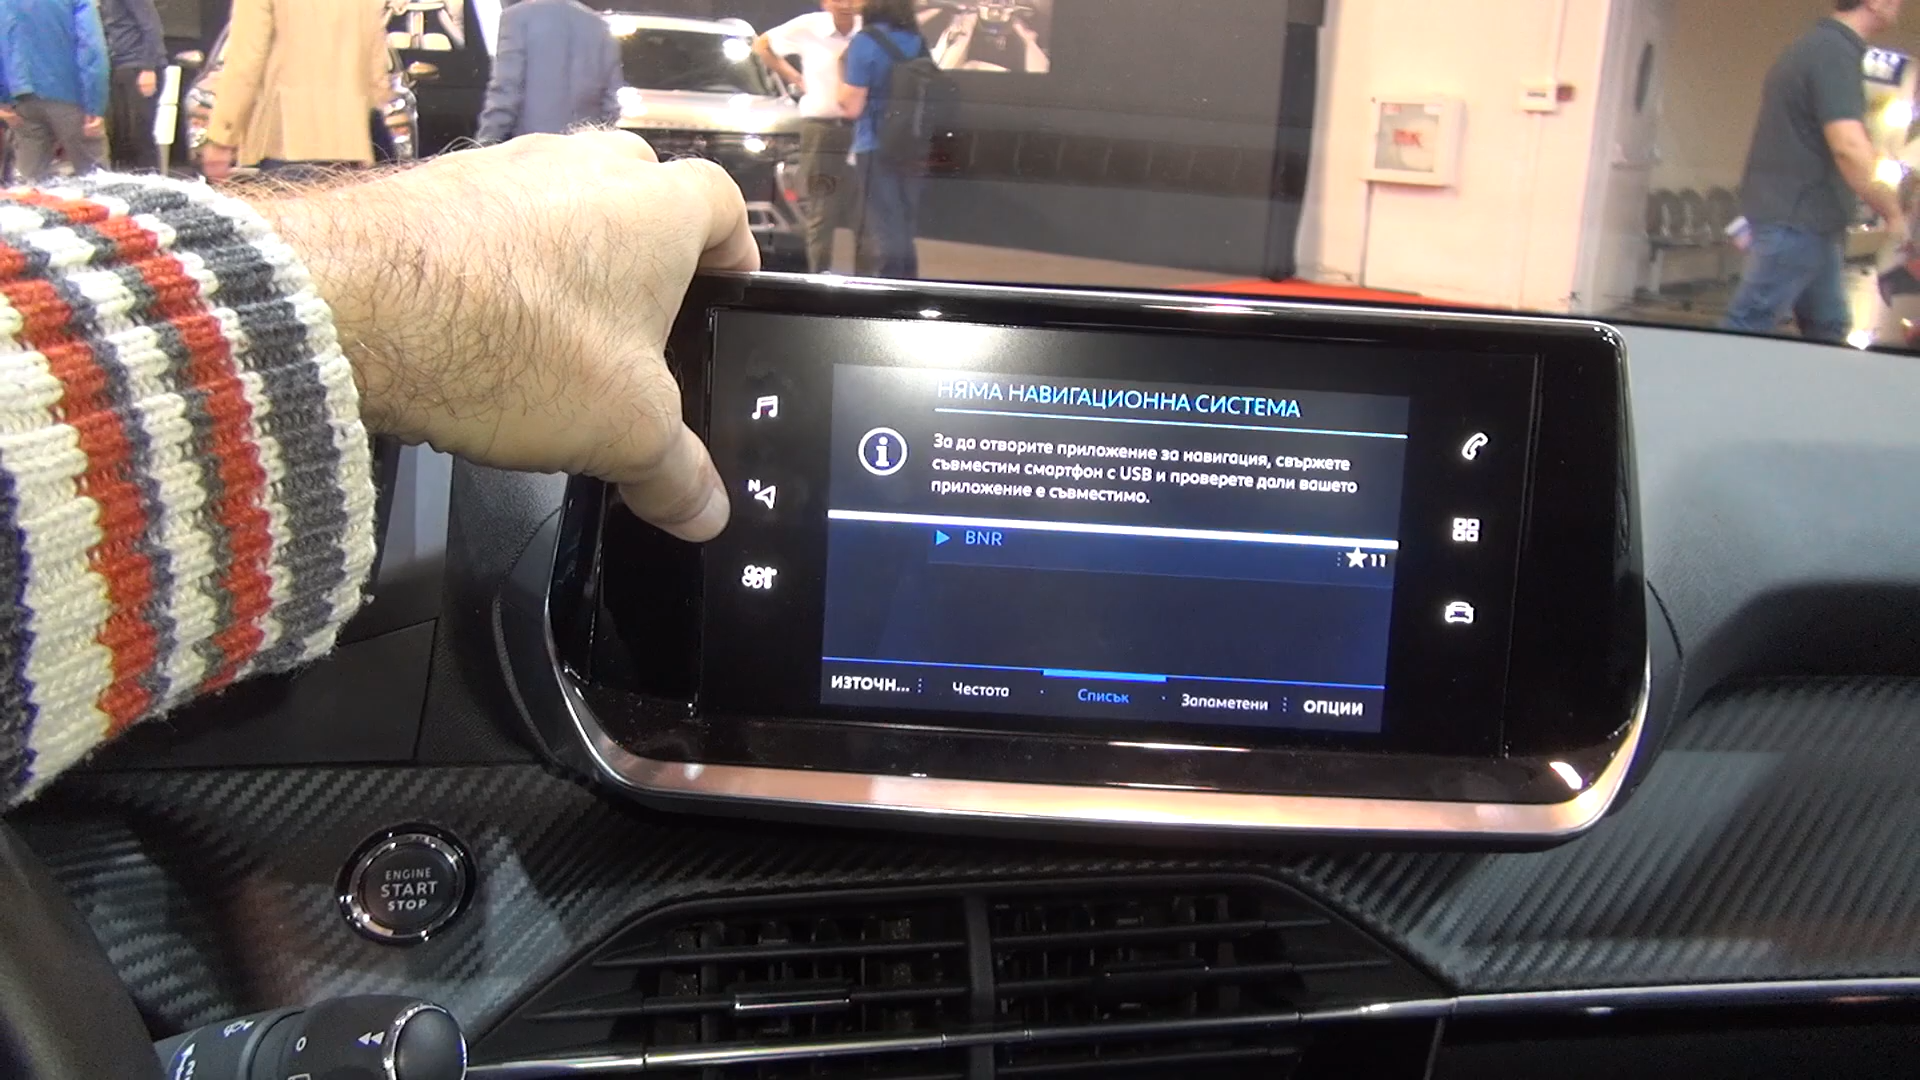 НЯМА НАВИГАЦИОННА СИСТЕМА
За да отворите приложение за навигация, свържете
съвместим смартфон с USB и проверете дали вашето
приложение е съвместимо.
N
BNR
11
ИЗТОЧН...
Честота
Списък
Запаметени
ОПЦИИ
ENGINE
START
STOP
ПК